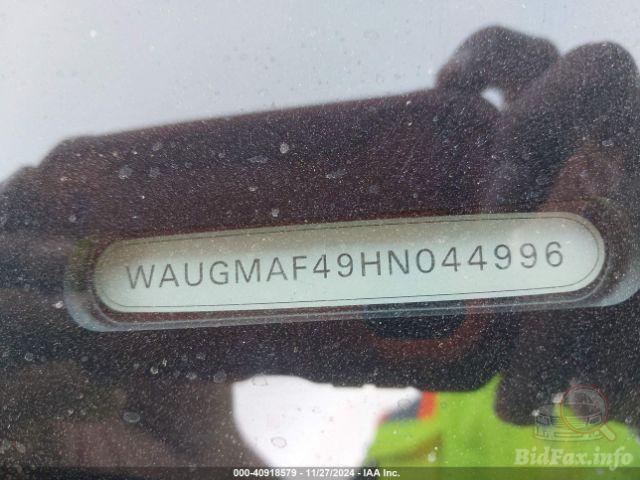 WAUGMAF49HN044996
BidFax.info
000-40918579 - 11/27/2024 - IAA Inc.